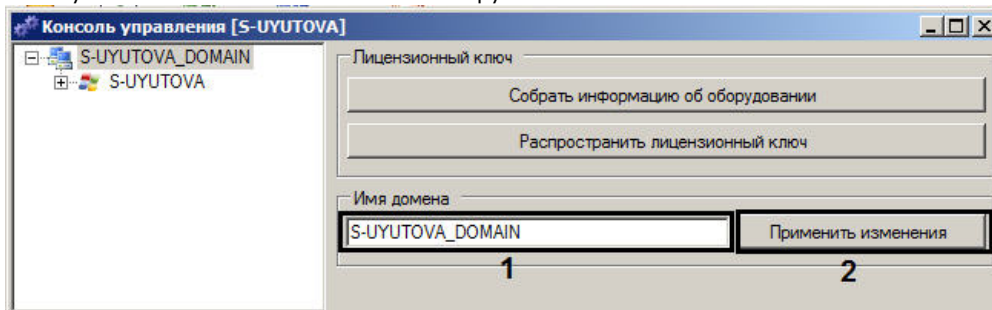 Консоль управления [S-UYUTOVA]
S-UYUTOVA_DOMAIN
S-UYUTOVA
Лицензионный ключ
Собрать информацию об оборудовании
Распространить лицензионный ключ
Имя домена
S-UYUTOVA_DOMAIN
Применить изменения
1
2